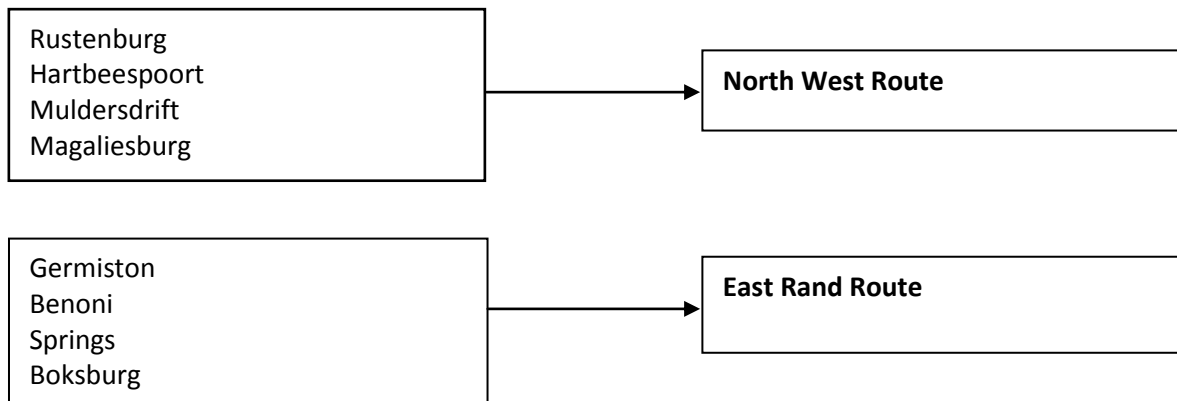 Rustenburg
Hartbeespoort
Muldersdrift
Magaliesburg
North West Route
Germiston
Benoni
Springs
Boksburg
East Rand Route